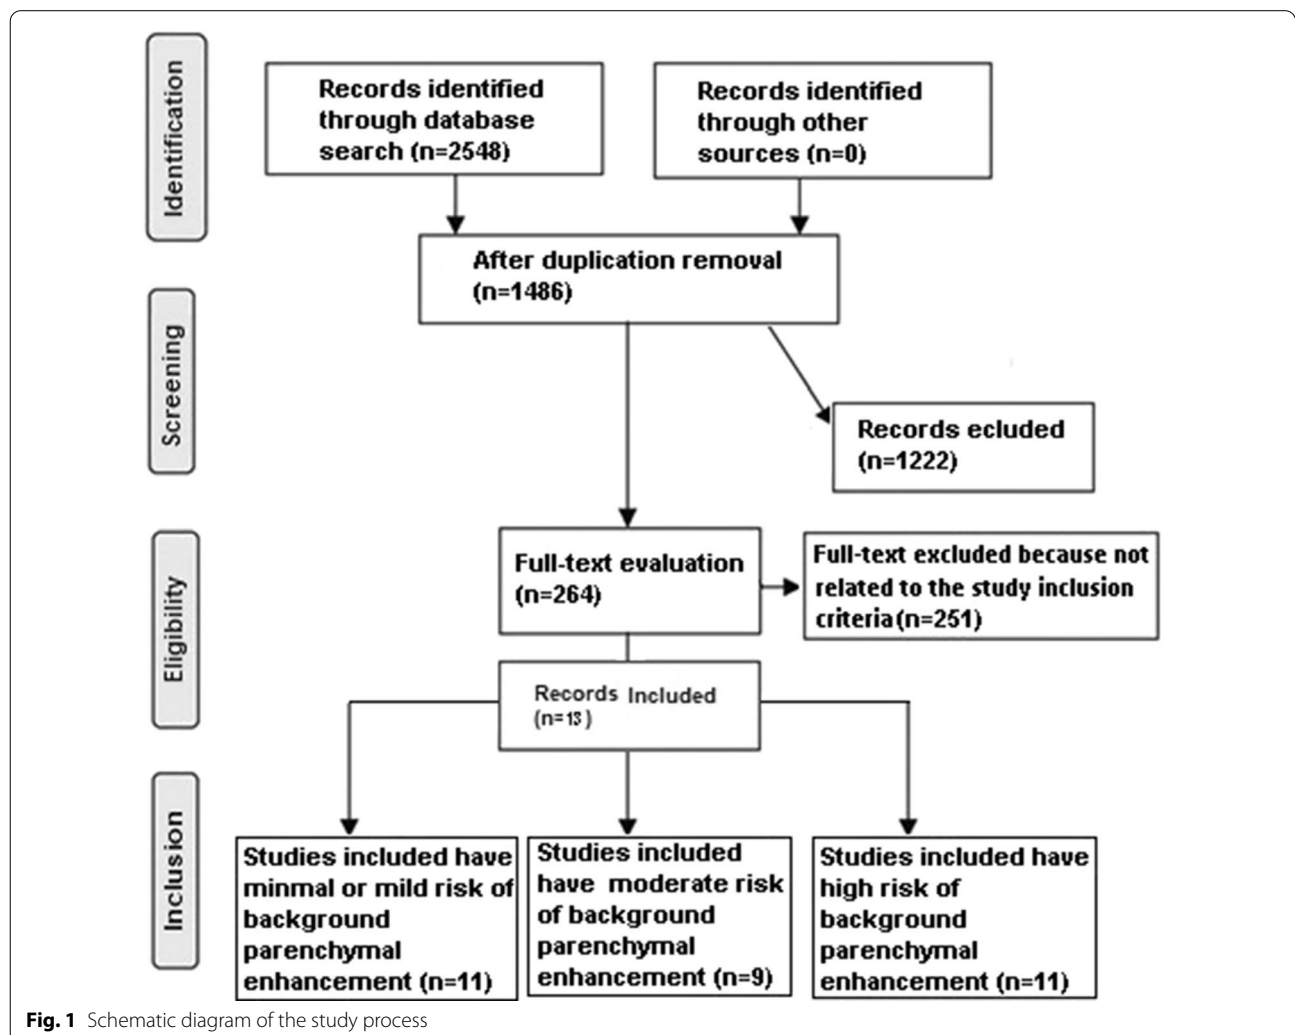 Identification
Records identified
through database
search (n=2548)
Records identified
through other
sources (n=0)
After duplication removal
(n=1486)
Screening
Records ecluded
(n=1222)
Eligibility
Full-text evaluation
(n=264)
Full-text excluded because not
related to the study inclusion
criteria(n=251)
Records Included
(n=13)
Inclusion
Studies included have
minmal or mild risk of
background
parenchymal
enhancement (n=11)
Studies included
have moderate risk
of background
parenchymal
enhancement (n=9)
Studies included have
high risk of
background
parenchymal
enhancement (n=11)
Fig. 1 Schematic diagram of the study process